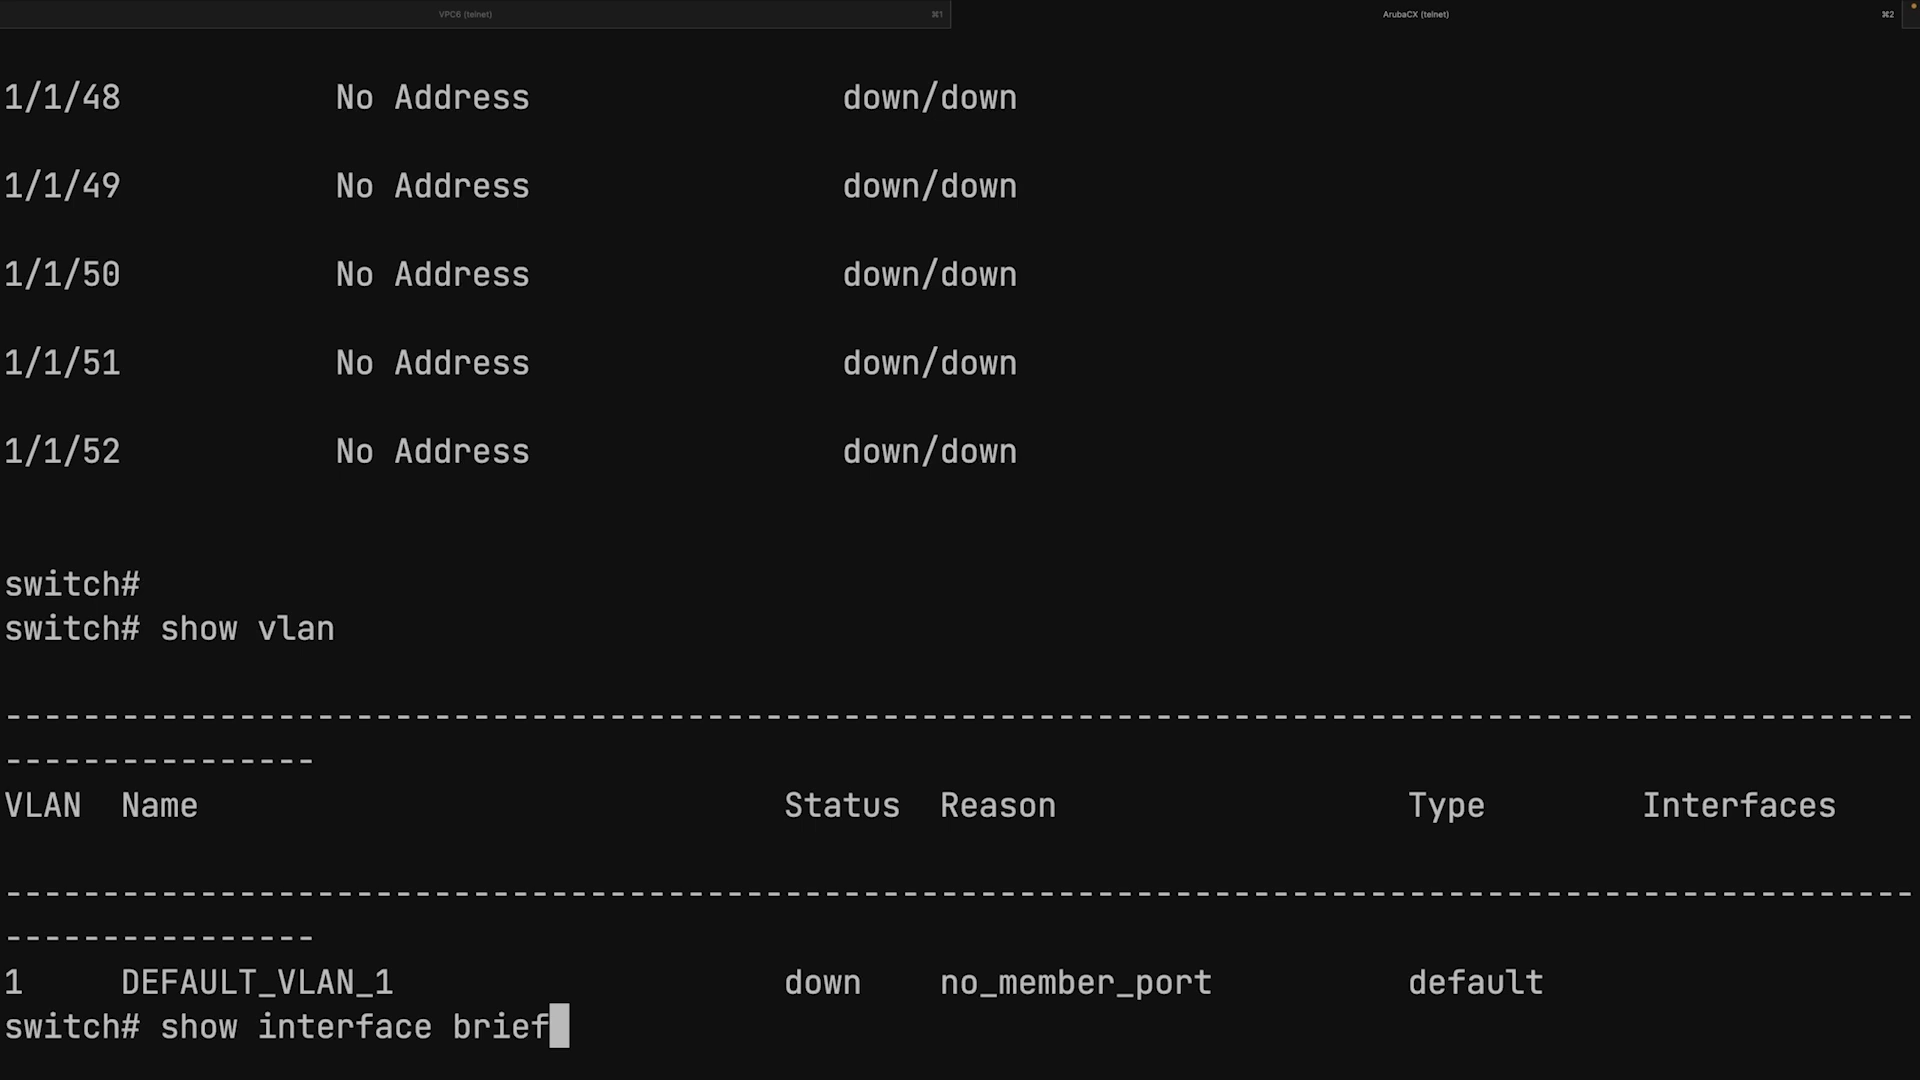 VPC6 (telnet) ⌘1 ArubaCX (telnet) ⌘2
1/1/48 No Address down/down
1/1/49 No Address down/down
1/1/50 No Address down/down
1/1/51 No Address down/down
1/1/52 No Address down/down
switch#
switch# show vlan
--------------------------------------------------------------------------------------------------
----------------
VLAN Name Status Reason Type Interfaces
--------------------------------------------------------------------------------------------------
----------------
1 DEFAULT_VLAN_1 down no_member_port default
switch# show interface brief